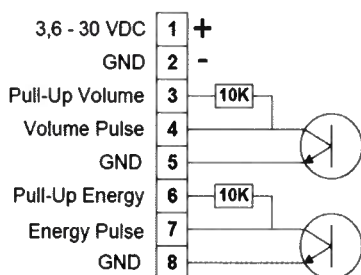 3,6 - 30 VDC 1 +
GND 2 -
Pull-Up Volume 3 10K
Volume Pulse 4
GND 5
Pull-Up Energy 6 10K
Energy Pulse 7
GND 8